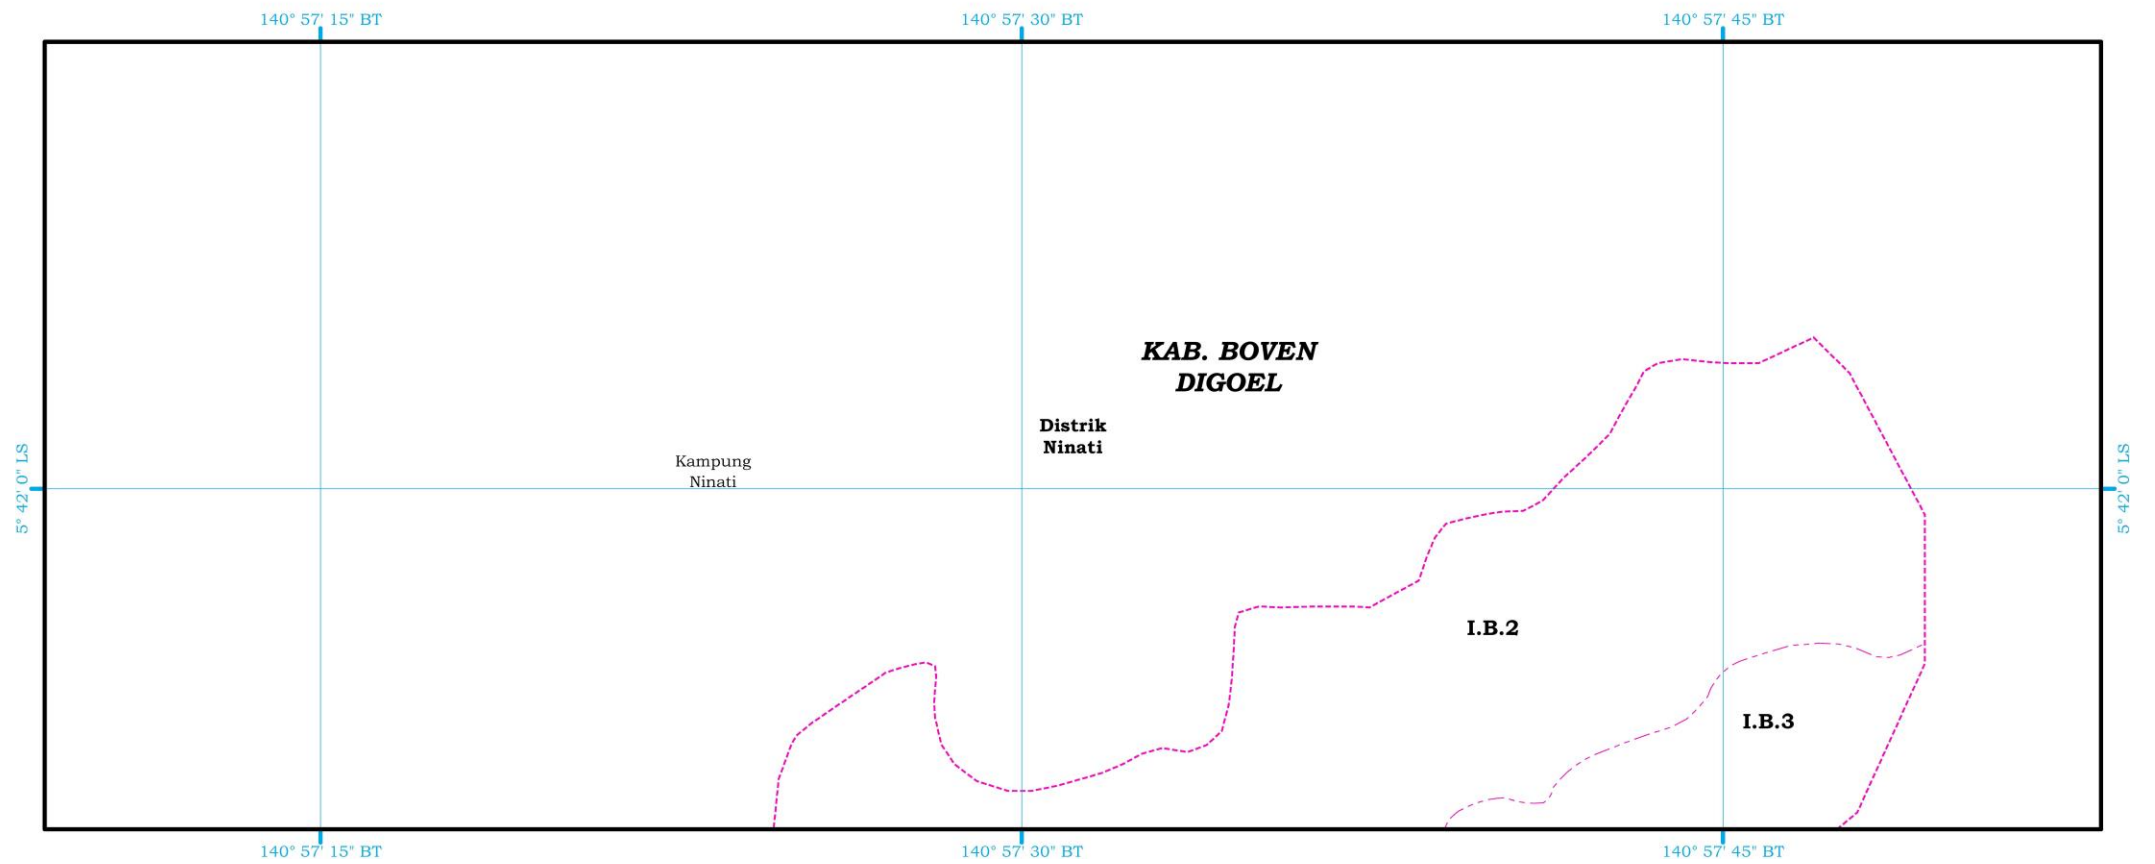 140° 57' 15" BT
140° 57' 30" BT
140° 57' 45" BT
KAB. BOVEN
DIGOEL
Distrik
Ninati
Kampung
Ninati
5° 42' 0" LS
5° 42' 0" LS
I.B.2
I.B.3
140° 57' 15" BT
140° 57' 30" BT
140° 57' 45" BT